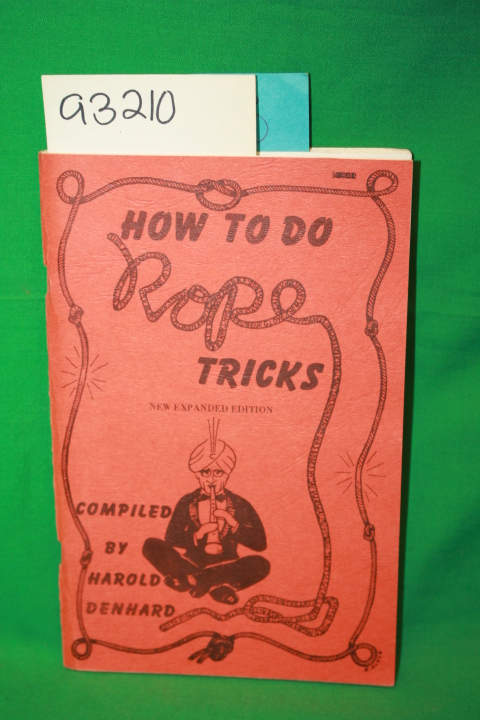 93210
HOW TO DO
Rope
TRICKS
NEW EXPANDED EDITION
COMPILED
BY
HAROLD
DENHARD